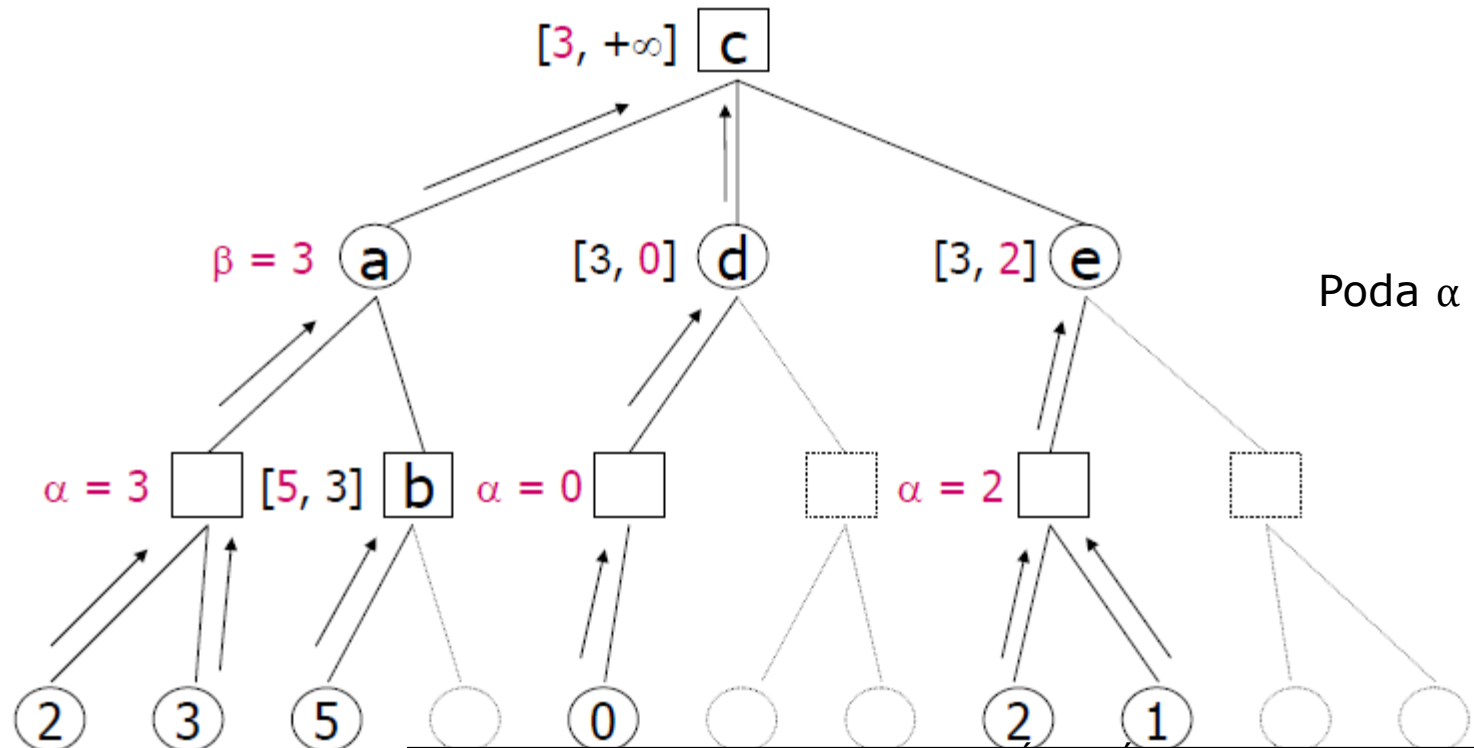 [3, +∞] c
β = 3 a [3, 0] d [3, 2] e
Poda α
α = 3 [5, 3] b α = 0 α = 2
2 3 5 0 2 1